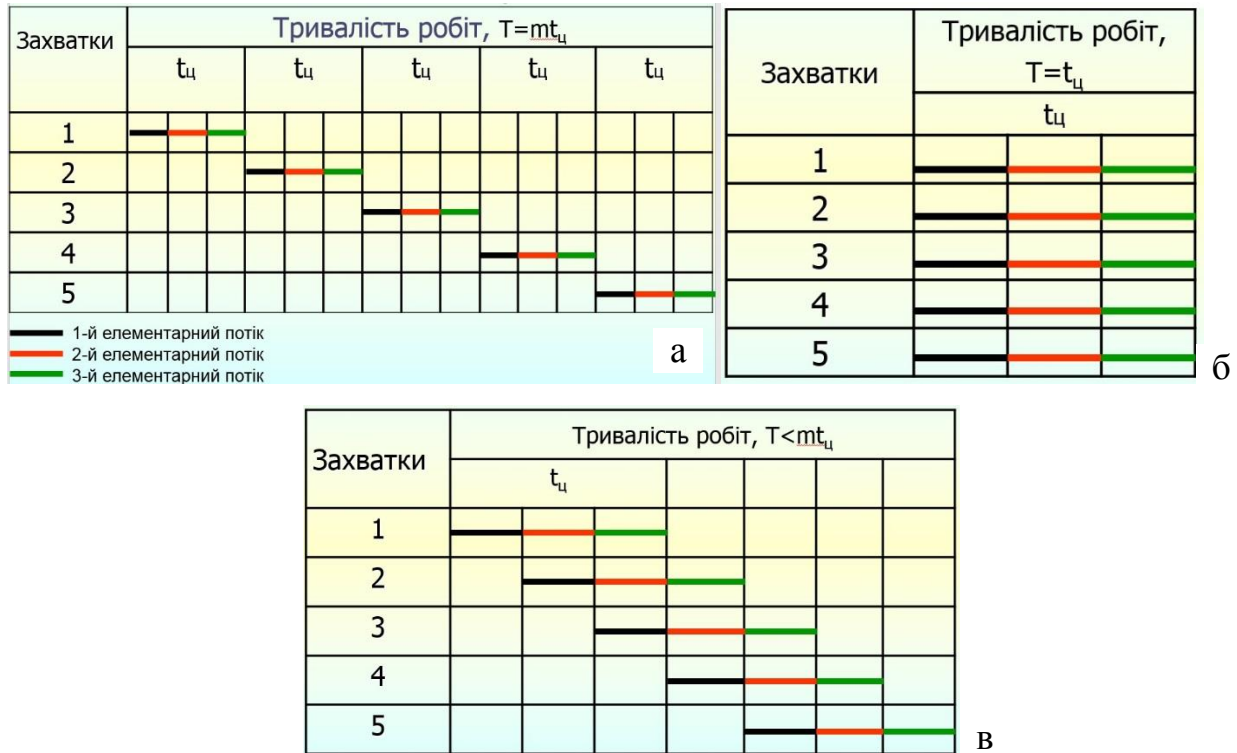 Захватки
Тривалість робіт, T=mtц
tц tц tц tц tц
1
2
3
4
5
1-й елементарний потік
2-й елементарний потік
3-й елементарний потік
а
Захватки
Тривалість робіт,
T=tц
tц
1
2
3
4
5
б
Захватки
Тривалість робіт, T<mtц
tц
1
2
3
4
5
в